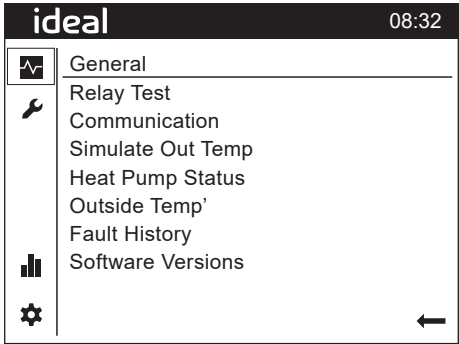 ideal
08:32
General
Relay Test
Communication
Simulate Out Temp
Heat Pump Status
Outside Temp’
Fault History
Software Versions